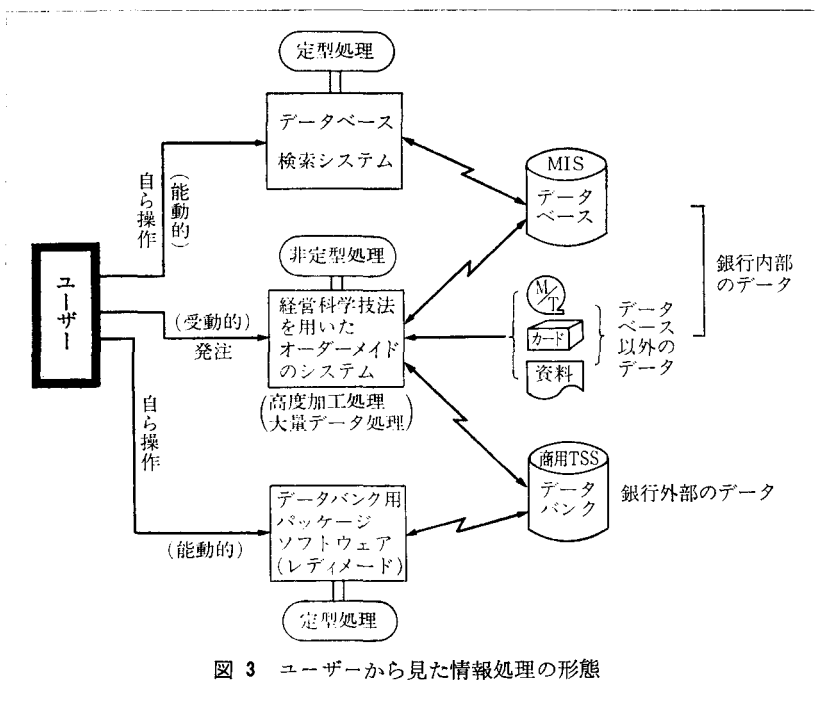 定型処理
データベース
検索システム
自ら操作
(能動的)
MIS
データ
ベース
銀行内部
のデータ
ユーザー
非定型処理
(受動的)
発注
経営科学技法
を用いた
オーダーメイド
のシステム
(高度加工処理
大量データ処理)
M/T
カード
資料
データ
ベース
以外の
データ
自ら操作
(能動的)
商用TSS
データ
バンク
銀行外部のデータ
データバンク用
パッケージ
ソフトウェア
(レディメード)
定型処理
図 3 ユーザーから見た情報処理の形態